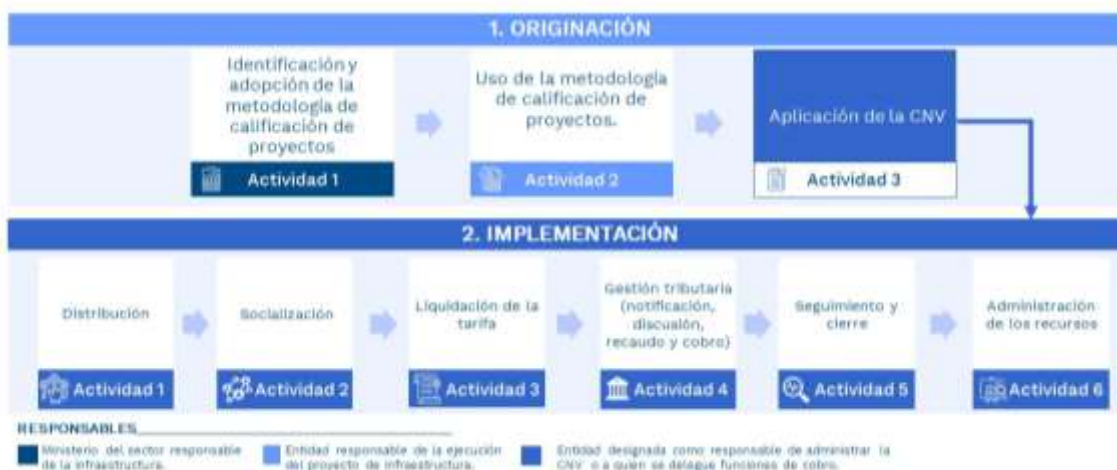 1. ORIGINACIÓN
Identificación y
adopción de la
metodología de
calificación de
proyectos
Actividad 1
Uso de la metodología
de calificación de
proyectos.
Actividad 2
Aplicación de la CNV
Actividad 3
2. IMPLEMENTACIÓN
Distribución
Actividad 1
Socialización
Actividad 2
Liquidación de la
tarifa
Actividad 3
Gestión tributaria
(notificación,
discusión,
recaudo y cobro)
Actividad 4
Seguimiento y
cierre
Actividad 5
Administración
de los recursos
Actividad 6
RESPONSABLES
Ministerio del sector responsable
de la infraestructura.
Entidad responsable de la ejecución
del proyecto de infraestructura.
Entidad designada como responsable de administrar la
CNV o a quien se delague funciones de cobro.